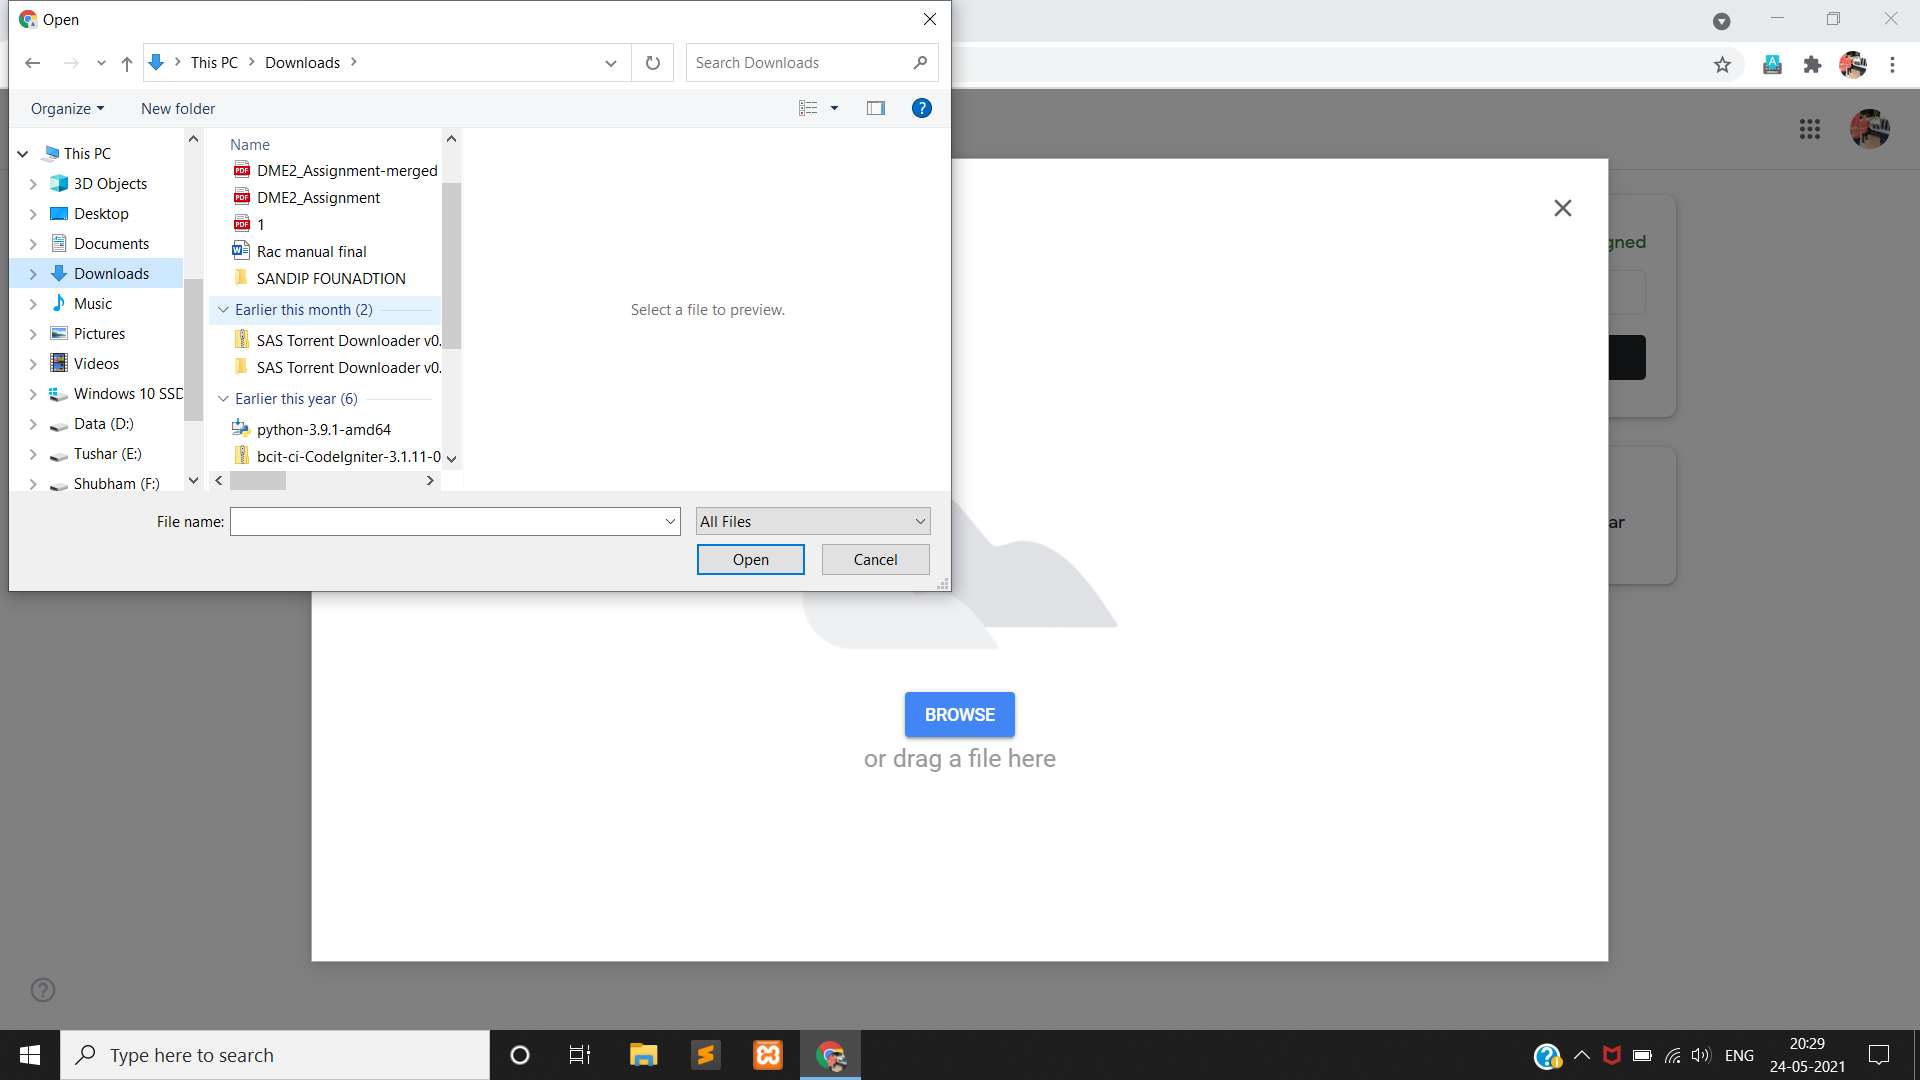 Open
This PC
Downloads
Search Downloads
Organize
New folder
?
This PC
3D Objects
Desktop
Documents
Downloads
Music
Pictures
Videos
Windows 10 SSD
Data (D:)
Tushar (E:)
Shubham (F:)
Name
DME2_Assignment-merged
DME2_Assignment
1
Rac manual final
SANDIP FOUNADTION
Earlier this month (2)
SAS Torrent Downloader v0.
SAS Torrent Downloader v0.
Earlier this year (6)
python-3.9.1-amd64
bcit-ci-CodeIgniter-3.1.11-0
Select a file to preview.
File name:
All Files
Open
Cancel
gned
ar
BROWSE
or drag a file here
Type here to search
ENG
20:29
24-05-2021